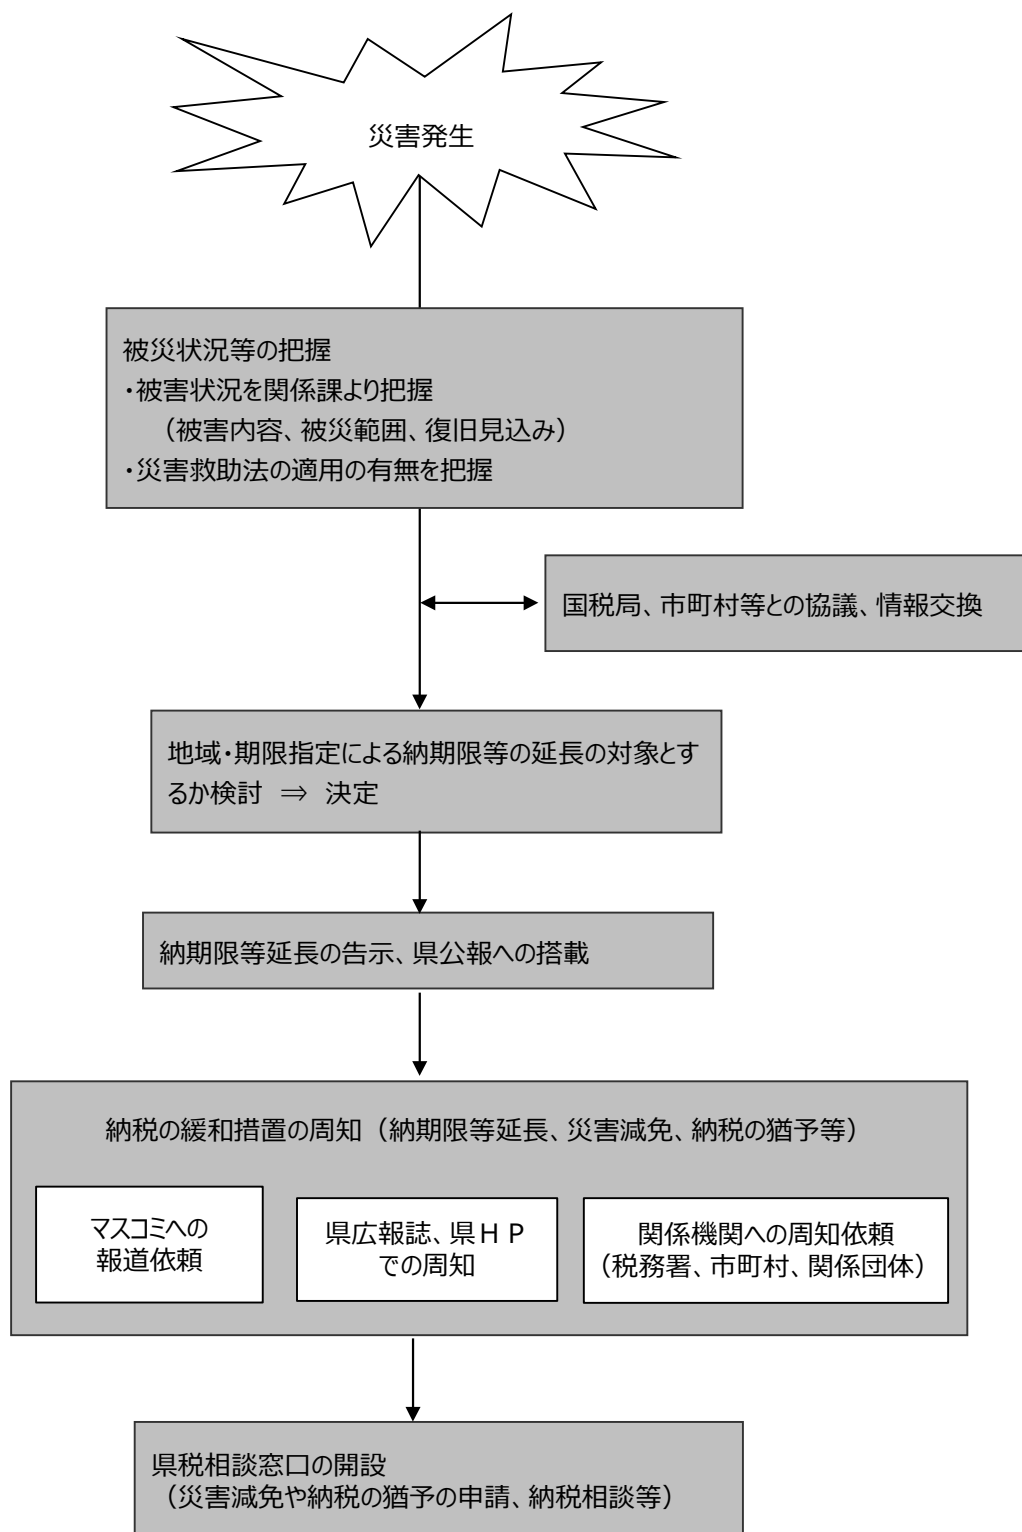 災害発生
被災状況等の把握
・被害状況を関係課より把握
（被害内容、被災範囲、復旧見込み）
・災害救助法の適用の有無を把握
国税局、市町村等との協議、情報交換
地域・期限指定による納期限等の延長の対象とす
るか検討　⇒　決定
納期限等延長の告示、県公報への搭載
納税の緩和措置の周知（納期限等延長、災害減免、納税の猶予等）
マスコミへの
報道依頼
県広報誌、県ＨＰ
での周知
関係機関への周知依頼
（税務署、市町村、関係団体）
県税相談窓口の開設
（災害減免や納税の猶予の申請、納税相談等）